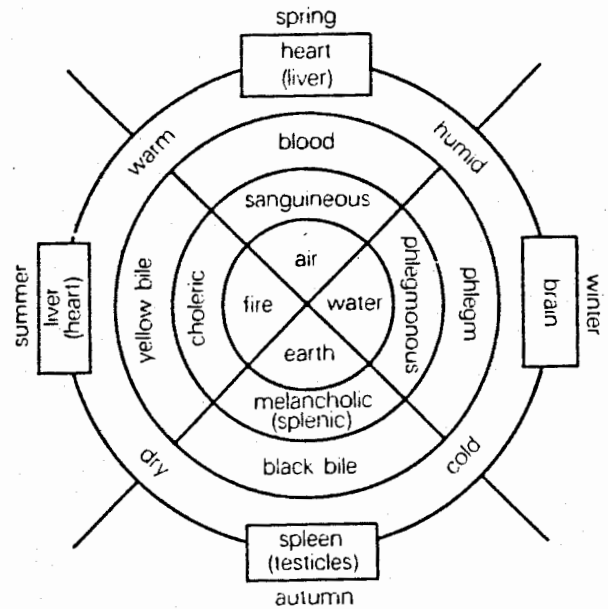 spring
heart
(liver)
warm
humid
blood
sanguineous
air
summer
liver
(heart)
yellow bile
choleric
fire
water
phlegmonous
phlegm
brain
winter
earth
melancholic
(splenic)
black bile
dry
cold
spleen
(testicles)
autumn